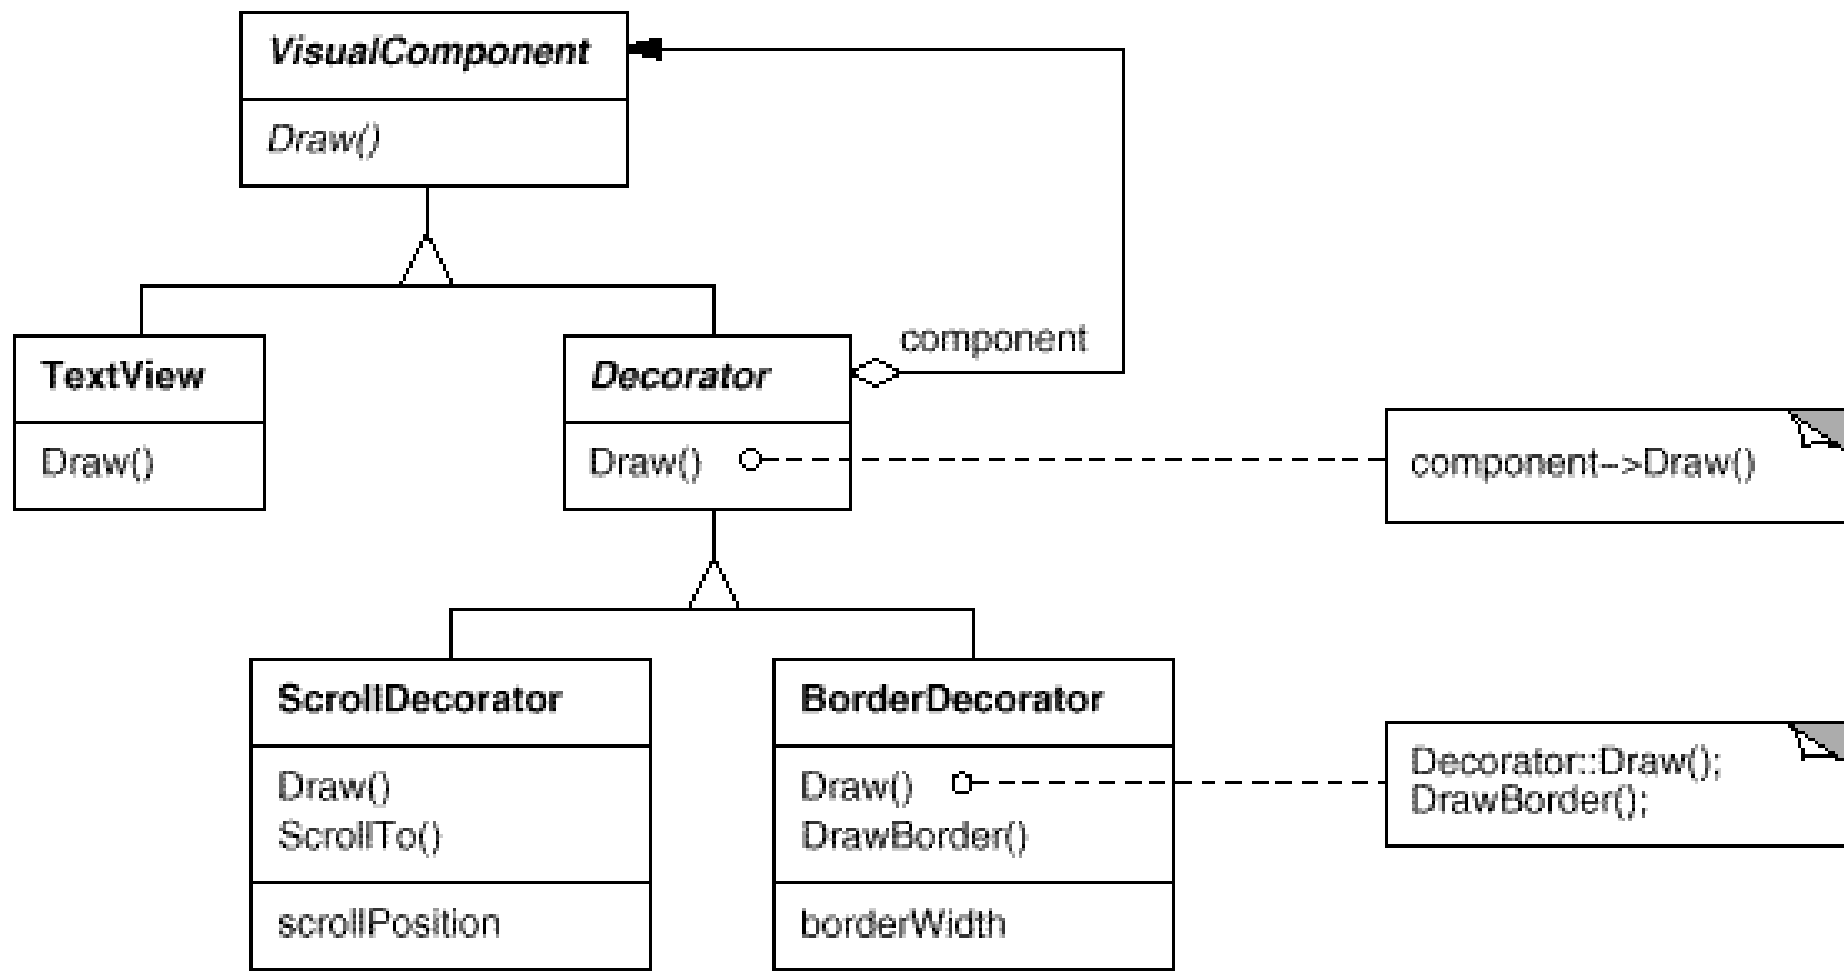 VisualComponent
Draw()
component
TextView
Draw()
Decorator
Draw()
component->Draw()
ScrollDecorator
Draw()
ScrollTo()
scrollPosition
BorderDecorator
Draw()
DrawBorder()
borderWidth
Decorator::Draw();
DrawBorder();